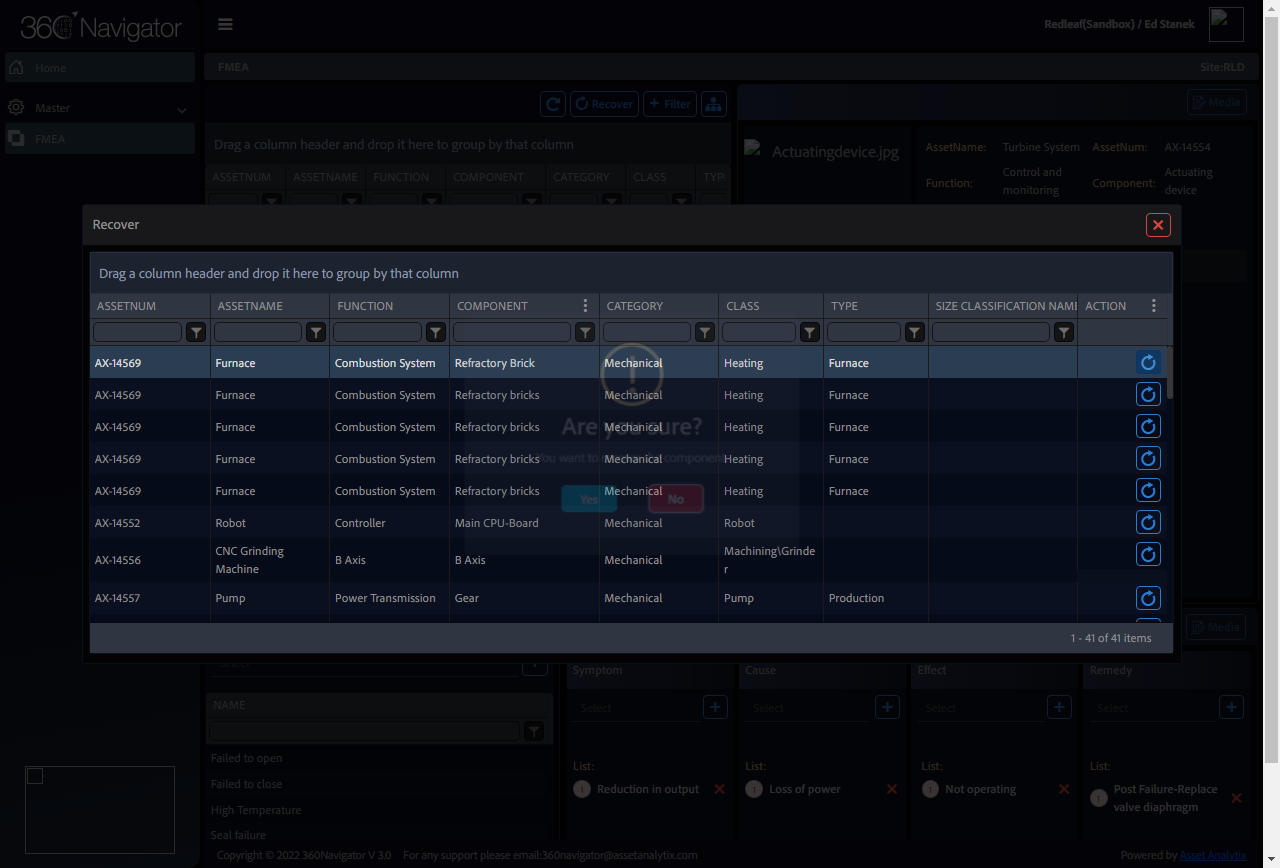 360 Navigator
Redleaf(Sandbox) / Ed Stanek
Home
FMEA
Site:RLD
Master
FMEA
Recover
+ Filter
Media
Drag a column header and drop it here to group by that column
ASSETNUM ASSETNAME FUNCTION COMPONENT CATEGORY CLASS TYP
Actuatingdevice.jpg
AssetName: Turbine System AssetNum: AX-14554
Function: Control and monitoring Component: Actuating device
Recover
Drag a column header and drop it here to group by that column
ASSETNUM ASSETNAME FUNCTION COMPONENT CATEGORY CLASS TYPE SIZE CLASSIFICATION NAME ACTION
AX-14569 Furnace Combustion System Refractory Brick Mechanical Heating Furnace
AX-14569 Furnace Combustion System Refractory bricks Mechanical Heating Furnace
AX-14569 Furnace Combustion System Refractory bricks Mechanical Heating Furnace
AX-14569 Furnace Combustion System Refractory bricks Mechanical Heating Furnace
AX-14569 Furnace Combustion System Refractory bricks Mechanical Heating Furnace
AX-14552 Robot Controller Main CPU-Board Mechanical Robot
AX-14556 CNC Grinding Machine B Axis B Axis Mechanical Machining\Grinder
AX-14557 Pump Power Transmission Gear Mechanical Pump Production
Are you sure?
You want to component
Yes
No
1 - 41 of 41 items
Media
Select
Symptom Cause Effect Remedy
NAME
Select Select Select Select
Failed to open
Failed to close
High Temperature
Seal failure
List: List: List: List:
1 Reduction in output
1 Loss of power
1 Not operating
1 Post Failure-Replace valve diaphragm
Copyright © 2022 360Navigator V 3.0 For any support please email:360navigator@assetanalytix.com
Powered by Asset Analytix